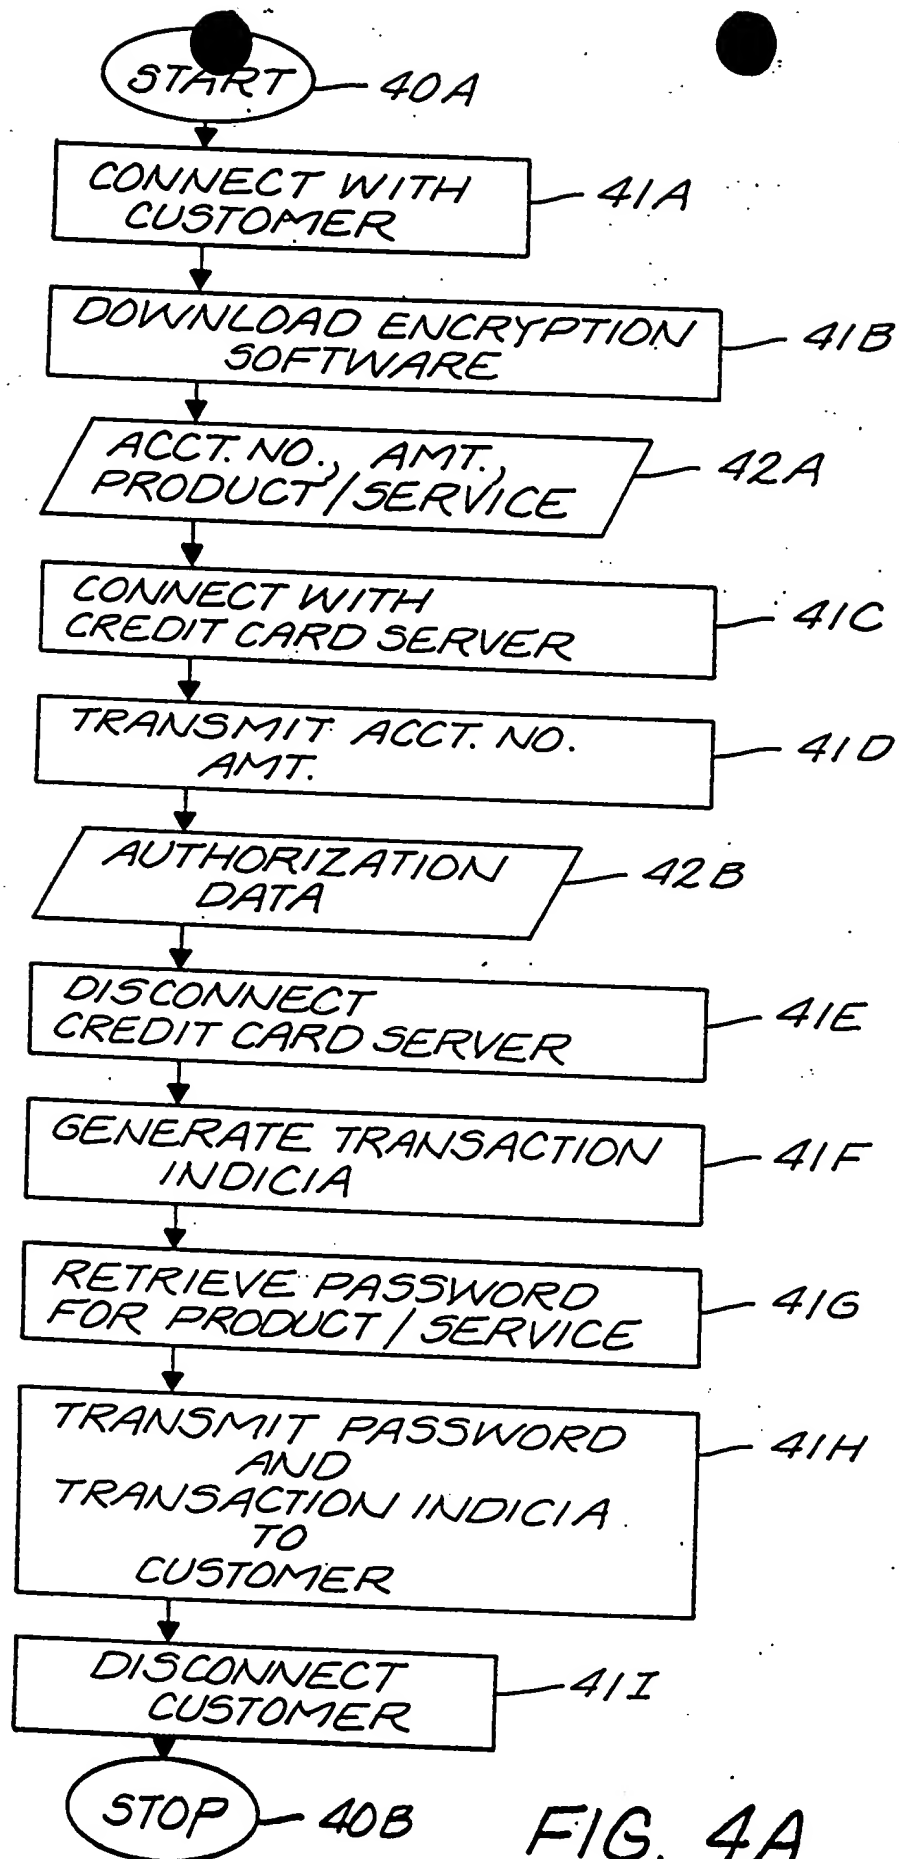 START
40A
CONNECT WITH
CUSTOMER
41A
DOWNLOAD ENCRYPTION
SOFTWARE
41B
ACCT. NO., AMT.,
PRODUCT/SERVICE
42A
CONNECT WITH
CREDIT CARD SERVER
41C
TRANSMIT ACCT. NO.
AMT.
41D
AUTHORIZATION
DATA
42B
DISCONNECT
CREDIT CARD SERVER
41E
GENERATE TRANSACTION
INDICIA
41F
RETRIEVE PASSWORD
FOR PRODUCT/SERVICE
41G
TRANSMIT PASSWORD
AND
TRANSACTION INDICIA
TO
CUSTOMER
41H
DISCONNECT
CUSTOMER
41I
STOP
40B
FIG. 4A